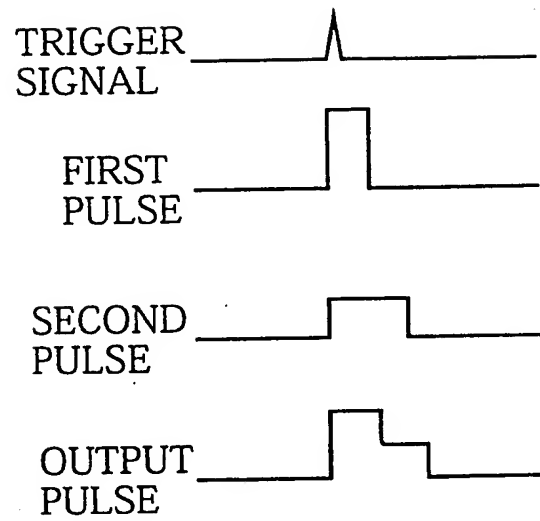 TRIGGER
SIGNAL
FIRST
PULSE
SECOND
PULSE
OUTPUT
PULSE